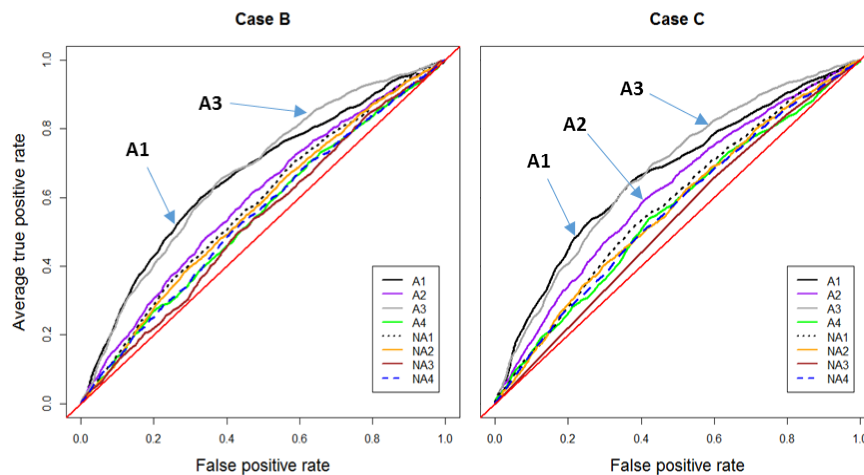 Case B
Case C
Average true positive rate
1.0
0.8
0.6
0.4
0.2
0.0
A1
A3
A1
A2
A3
A1
A2
A3
A4
NA1
NA2
NA3
NA4
A1
A2
A3
A4
NA1
NA2
NA3
NA4
0.0 0.2 0.4 0.6 0.8 1.0
0.0 0.2 0.4 0.6 0.8 1.0
False positive rate
False positive rate